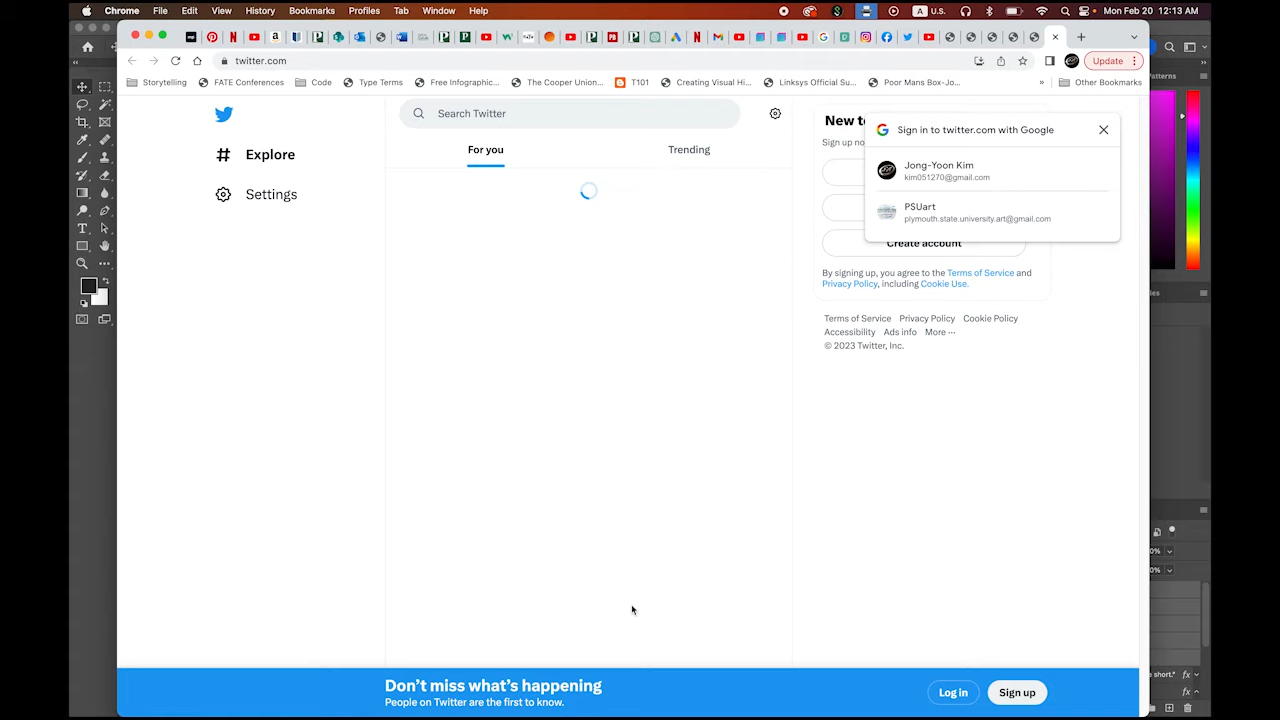 Chrome File Edit View History Bookmarks Profiles Tab Window Help
A U.S. Mon Feb 20 12:13 AM
twitter.com
Update
Storytelling FATE Conferences Code Type Terms Free Infographic... The Cooper Union... T101 Creating Visual Hi... Linksys Official Su... Poor Mans Box-Jo... » Other Bookmarks
Search Twitter
Explore
Settings
For you Trending
Sign up no
Sign in to twitter.com with Google
Jong-Yoon Kim
kim051270@gmail.com
PSUart
plymouth.state.university.art@gmail.com
Create account
By signing up, you agree to the Terms of Service and
Privacy Policy, including Cookie Use.
Terms of Service Privacy Policy Cookie Policy
Accessibility Ads info More ···
© 2023 Twitter, Inc.
Don't miss what's happening
People on Twitter are the first to know.
Log in Sign up